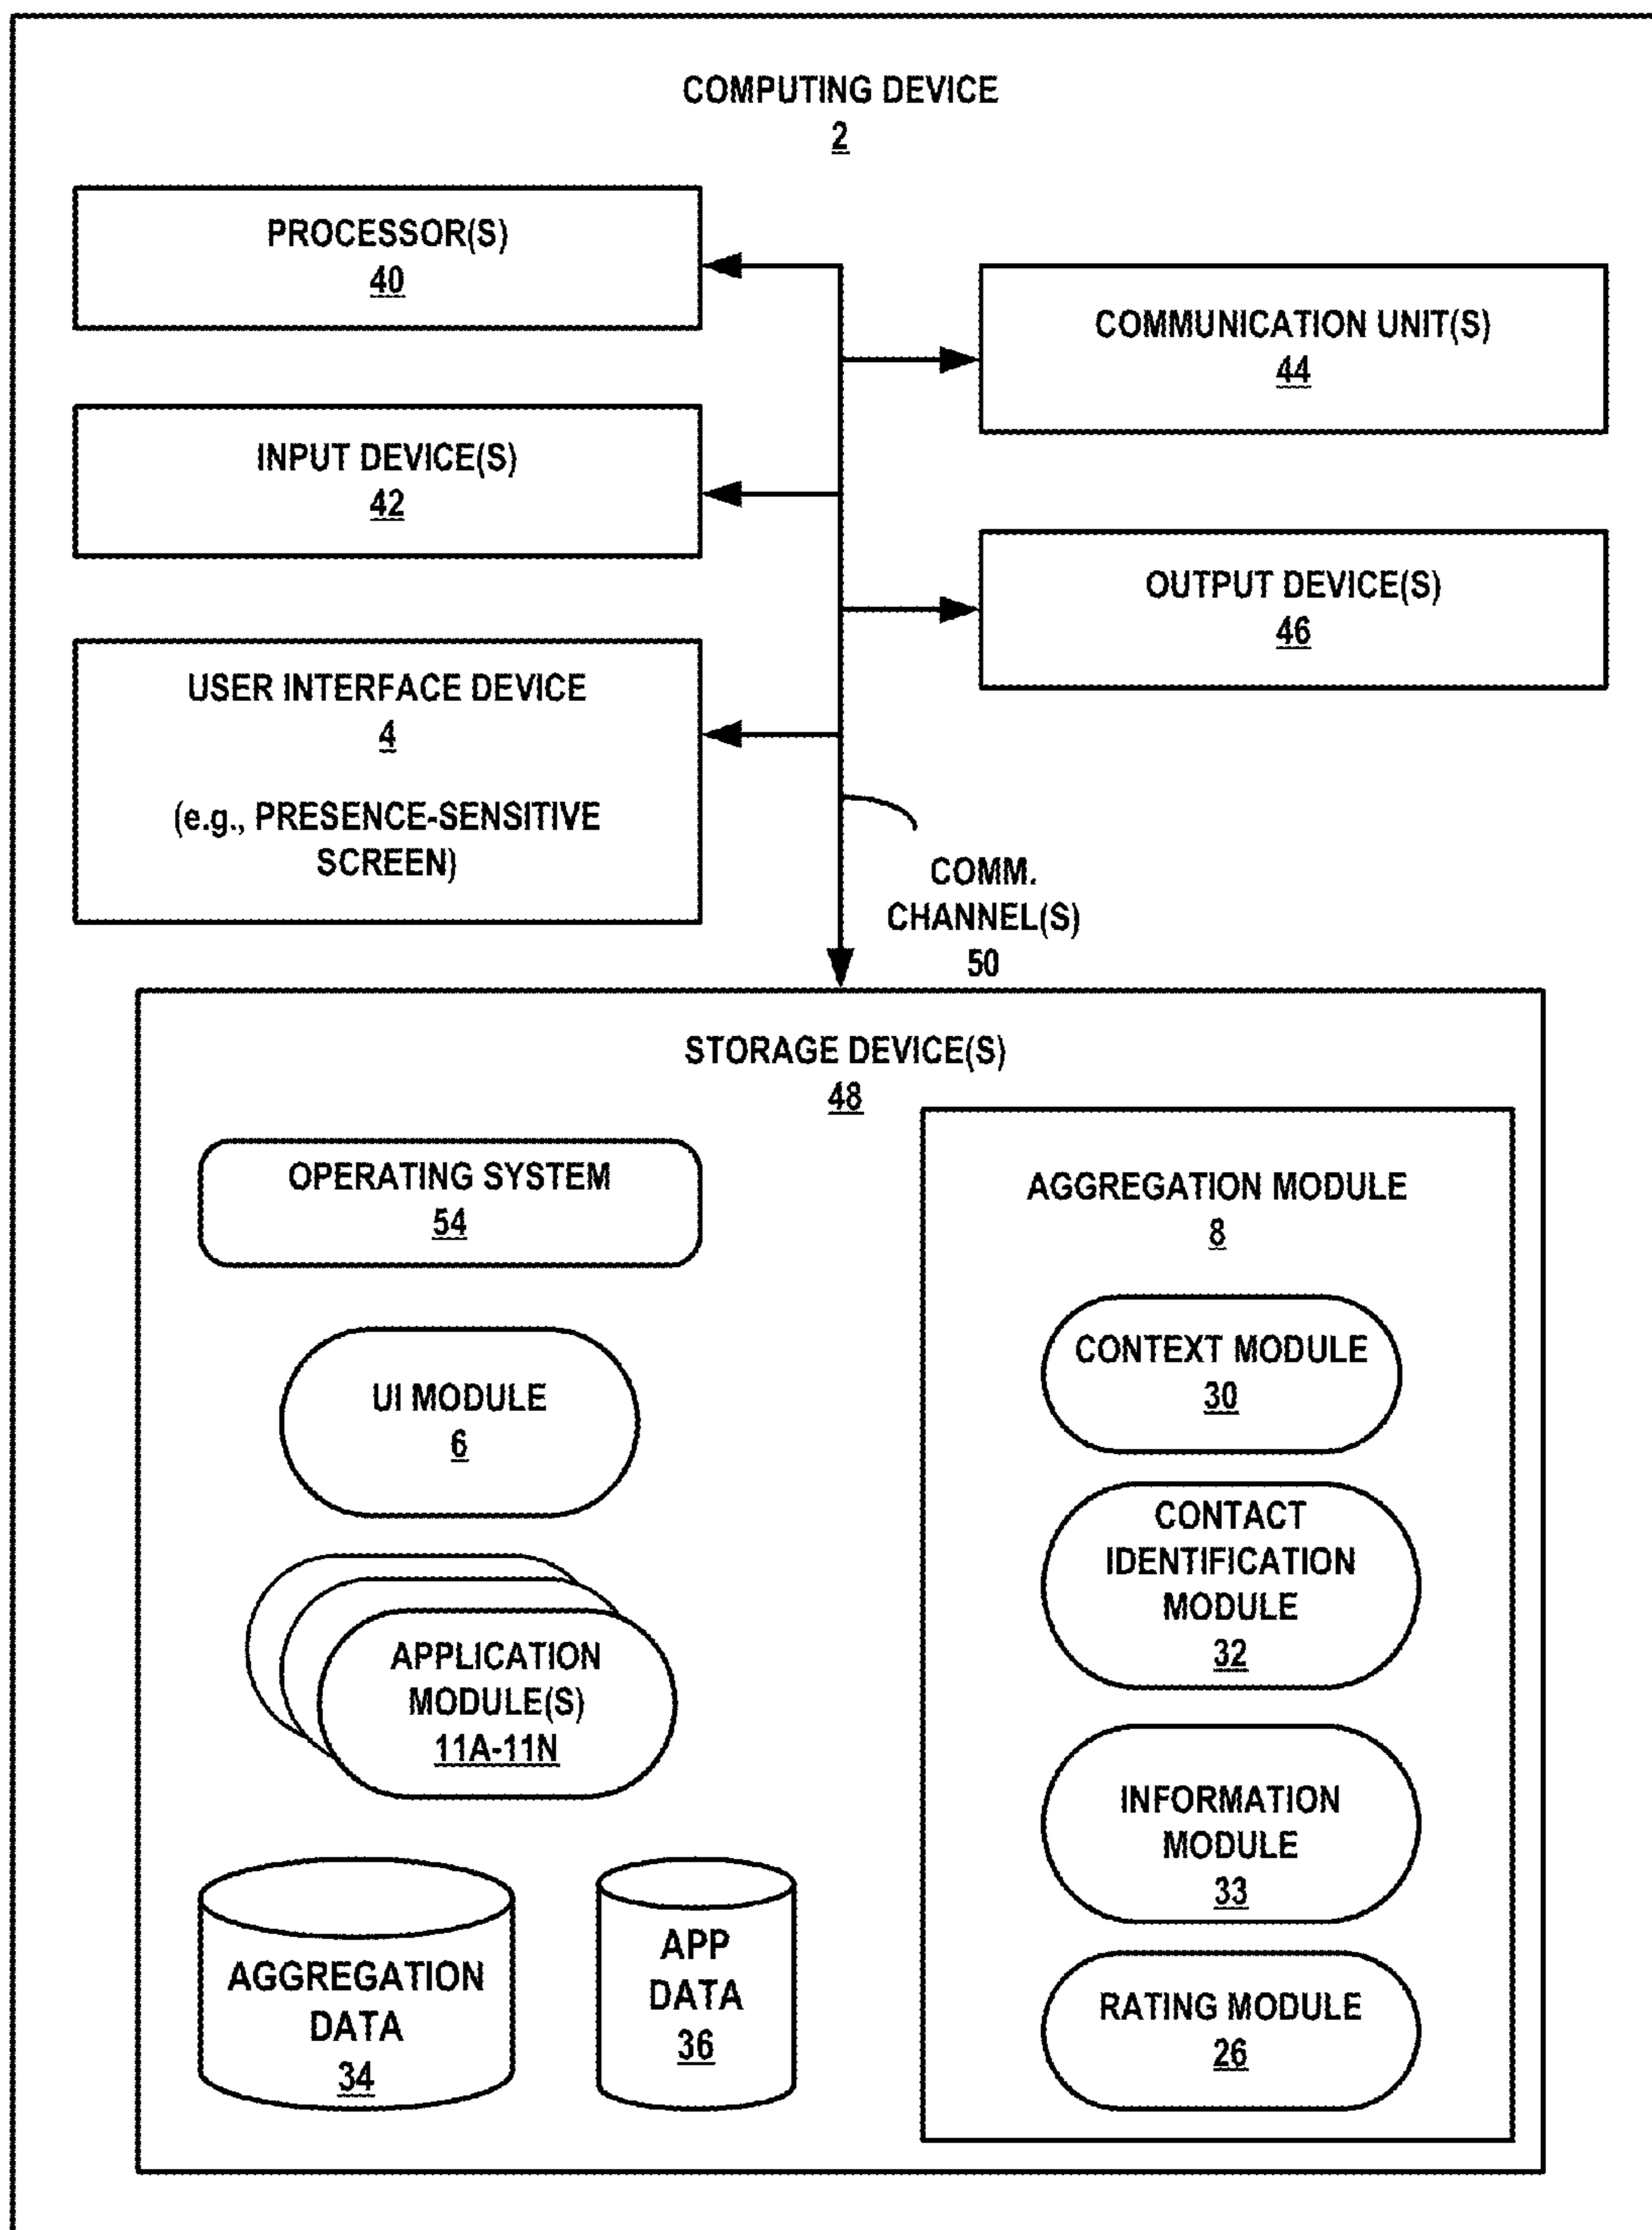 COMPUTING DEVICE
2
PROCESSOR(S)
40
COMMUNICATION UNIT(S)
44
INPUT DEVICE(S)
42
OUTPUT DEVICE(S)
46
USER INTERFACE DEVICE
4
(e.g., PRESENCE-SENSITIVE
SCREEN)
COMM.
CHANNEL(S)
50
STORAGE DEVICE(S)
48
OPERATING SYSTEM
54
UI MODULE
6
APPLICATION
MODULE(S)
11A-11N
AGGREGATION
DATA
34
APP
DATA
36
AGGREGATION MODULE
8
CONTEXT MODULE
30
CONTACT
IDENTIFICATION
MODULE
32
INFORMATION
MODULE
33
RATING MODULE
26